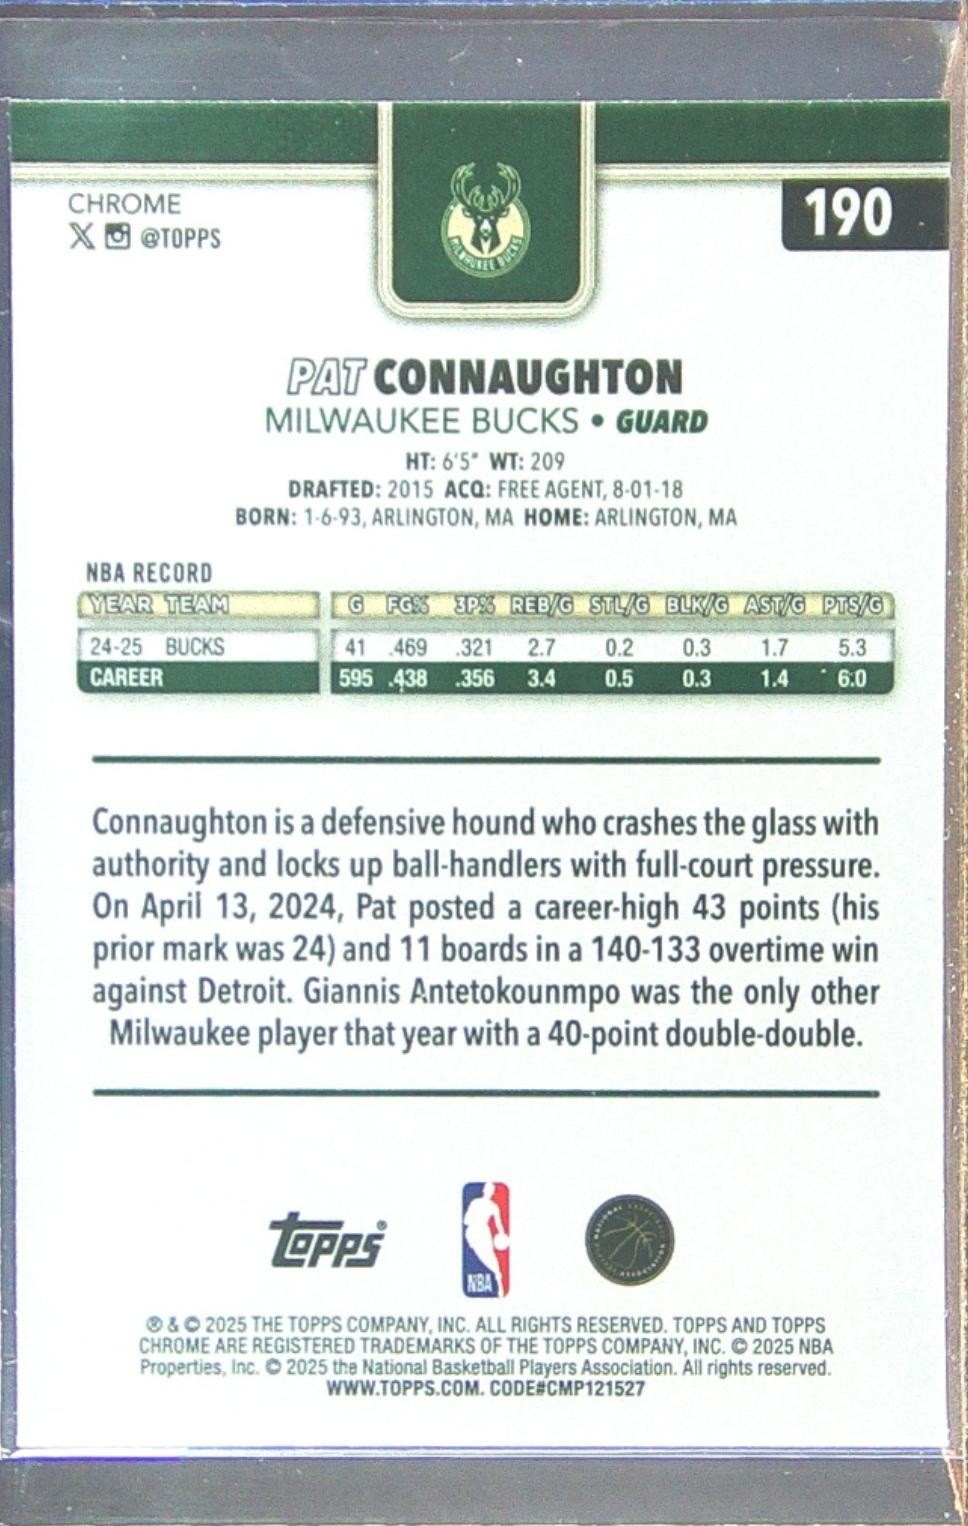 CHROME
X @TOPPS
MILWAUKEE BUCKS
190
PAT CONNAUGHTON
MILWAUKEE BUCKS • GUARD
HT: 6'5" WT: 209
DRAFTED: 2015 ACQ: FREE AGENT, 8-01-18
BORN: 1-6-93, ARLINGTON, MA HOME: ARLINGTON, MA
NBA RECORD
YEAR TEAM G FG% 3P% REB/G STL/G BLK/G AST/G PTS/G
24-25 BUCKS 41 .469 .321 2.7 0.2 0.3 1.7 5.3
CAREER 595 .438 .356 3.4 0.5 0.3 1.4 6.0
Connaughton is a defensive hound who crashes the glass with
authority and locks up ball-handlers with full-court pressure.
On April 13, 2024, Pat posted a career-high 43 points (his
prior mark was 24) and 11 boards in a 140-133 overtime win
against Detroit. Giannis Antetokounmpo was the only other
Milwaukee player that year with a 40-point double-double.
Topps®
NBA
® & © 2025 THE TOPPS COMPANY, INC. ALL RIGHTS RESERVED. TOPPS AND TOPPS
CHROME ARE REGISTERED TRADEMARKS OF THE TOPPS COMPANY, INC. © 2025 NBA
Properties, Inc. © 2025 the National Basketball Players Association. All rights reserved.
WWW.TOPPS.COM. CODE#CMP121527